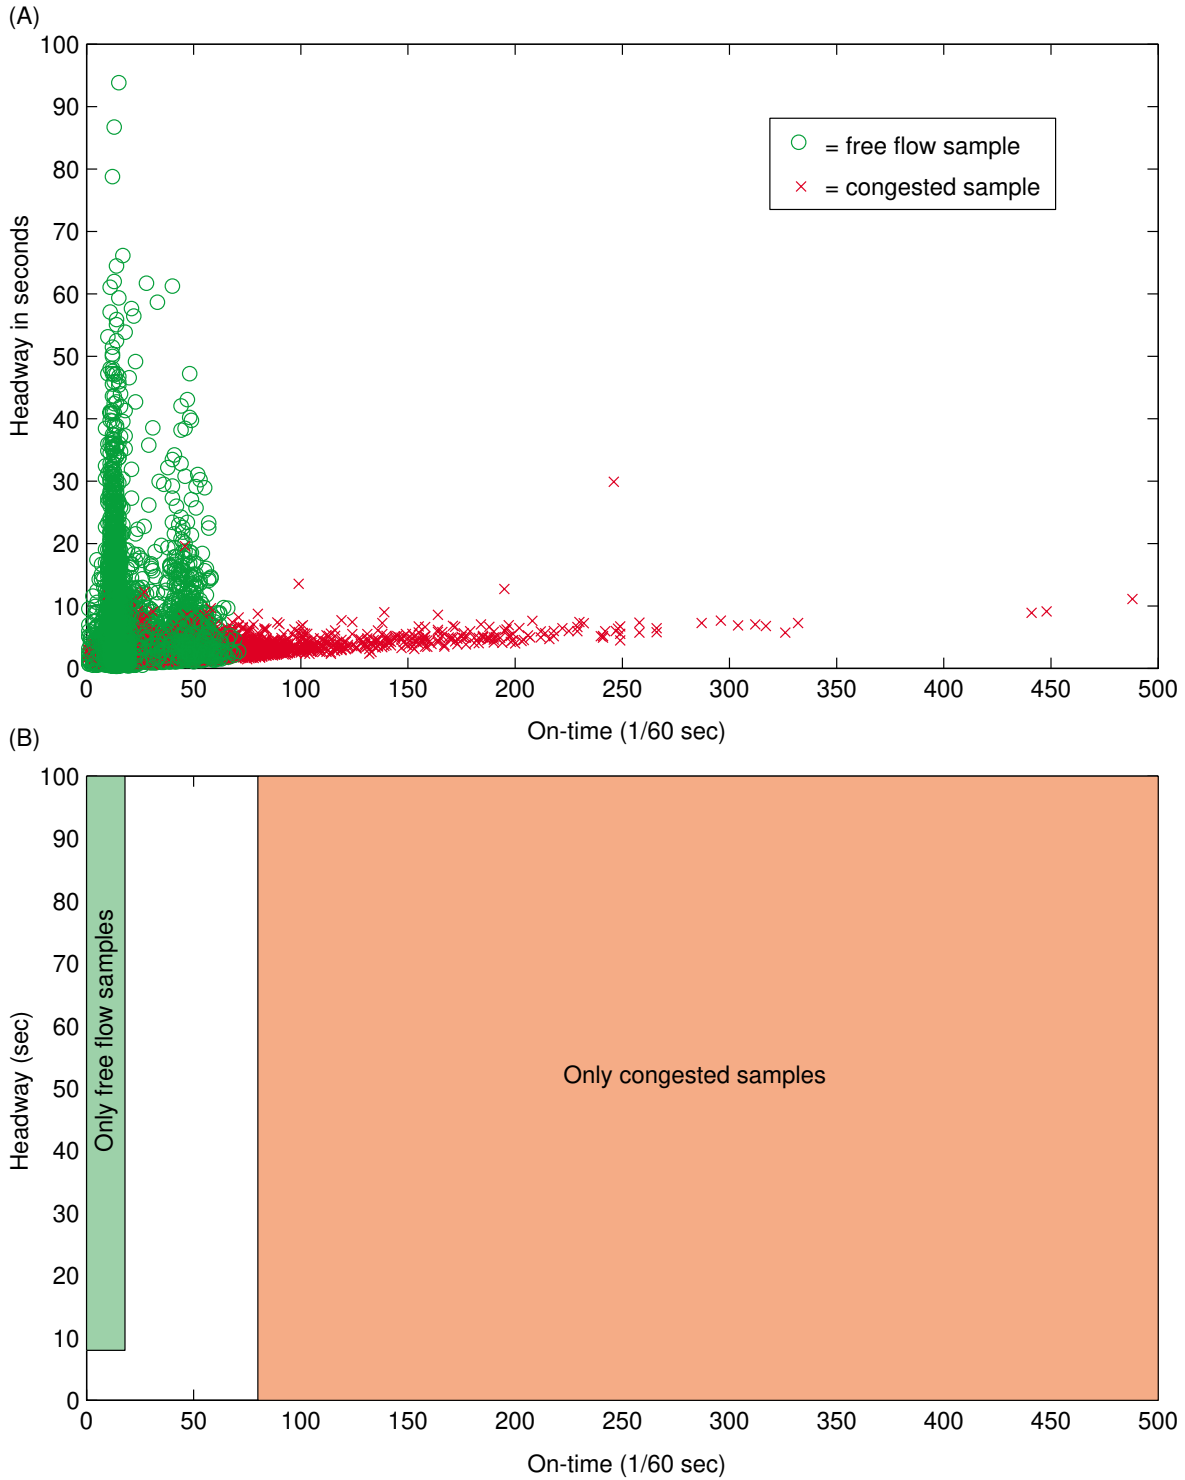 (A)
100
90
80
70
60
50
40
30
20
10
0
Headway in seconds
= free flow sample
= congested sample
0 50 100 150 200 250 300 350 400 450 500
On-time (1/60 sec)
(B)
100
90
80
70
60
50
40
30
20
10
0
Headway (sec)
Only free flow samples
Only congested samples
0 50 100 150 200 250 300 350 400 450 500
On-time (1/60 sec)